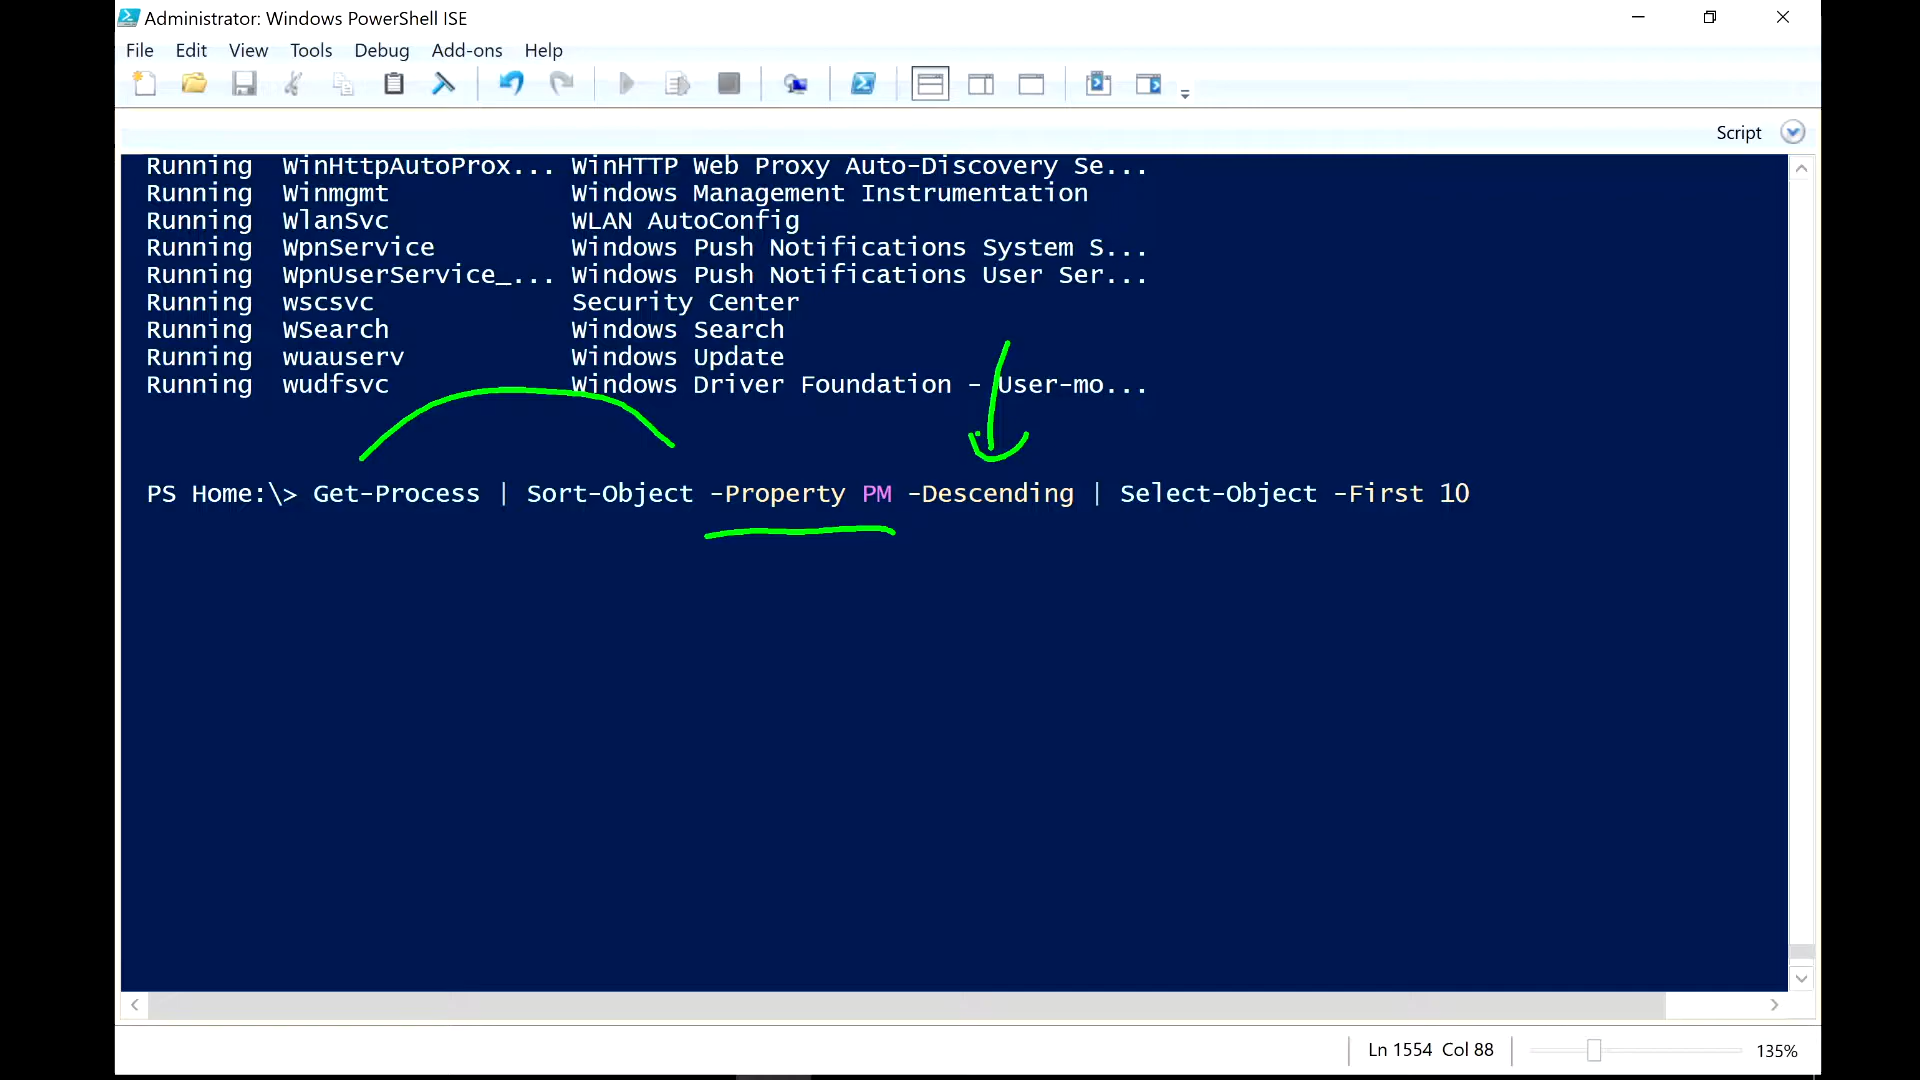 Administrator: Windows PowerShell ISE
File Edit View Tools Debug Add-ons Help
Script
Running WinHttpAutoProx... WinHTTP Web Proxy Auto-Discovery Se...
Running Winmgmt Windows Management Instrumentation
Running WlanSvc WLAN AutoConfig
Running WpnService Windows Push Notifications System S...
Running WpnUserService_... Windows Push Notifications User Ser...
Running wscsvc Security Center
Running WSearch Windows Search
Running wuauserv Windows Update
Running wudfsvc Windows Driver Foundation - User-mo...
PS Home:\> Get-Process | Sort-Object -Property PM -Descending | Select-Object -First 10
Ln 1554 Col 88 135%